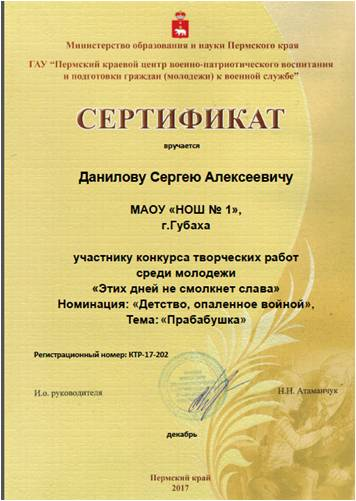 Министерство образования и науки Пермского края
ГАУ "Пермский краевой центр военно-патриотического воспитания
и подготовки граждан (молодежи) к военной службе"
СЕРТИФИКАТ
вручается
Данилову Сергею Алексеевичу
МАОУ «НОШ № 1»,
г.Губаха
участнику конкурса творческих работ
среди молодежи
«Этих дней не смолкнет слава»
Номинация: «Детство, опаленное войной»,
Тема: «Прабабушка»
Регистрационный номер: КТР-17-202
И.о. руководителя
Н.Н. Атаманчук
декабрь
Пермский край
2017